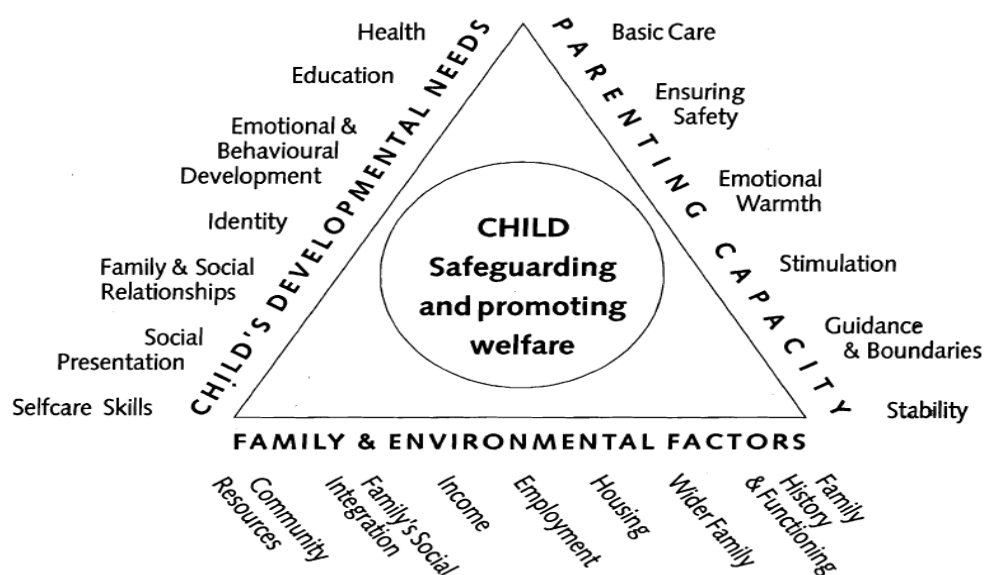 Health
Education
Emotional &
Behavioural
Development
Identity
Family & Social
Relationships
Social
Presentation
Selfcare Skills
CHILD'S DEVELOPMENTAL NEEDS
PARENTING CAPACITY
Basic Care
Ensuring
Safety
Emotional
Warmth
Stimulation
Guidance
& Boundaries
Stability
CHILD
Safeguarding
and promoting
welfare
FAMILY & ENVIRONMENTAL FACTORS
Community
Resources
Family's Social
Integration
Income
Employment
Housing
Wider Family
Family
History
& Functioning